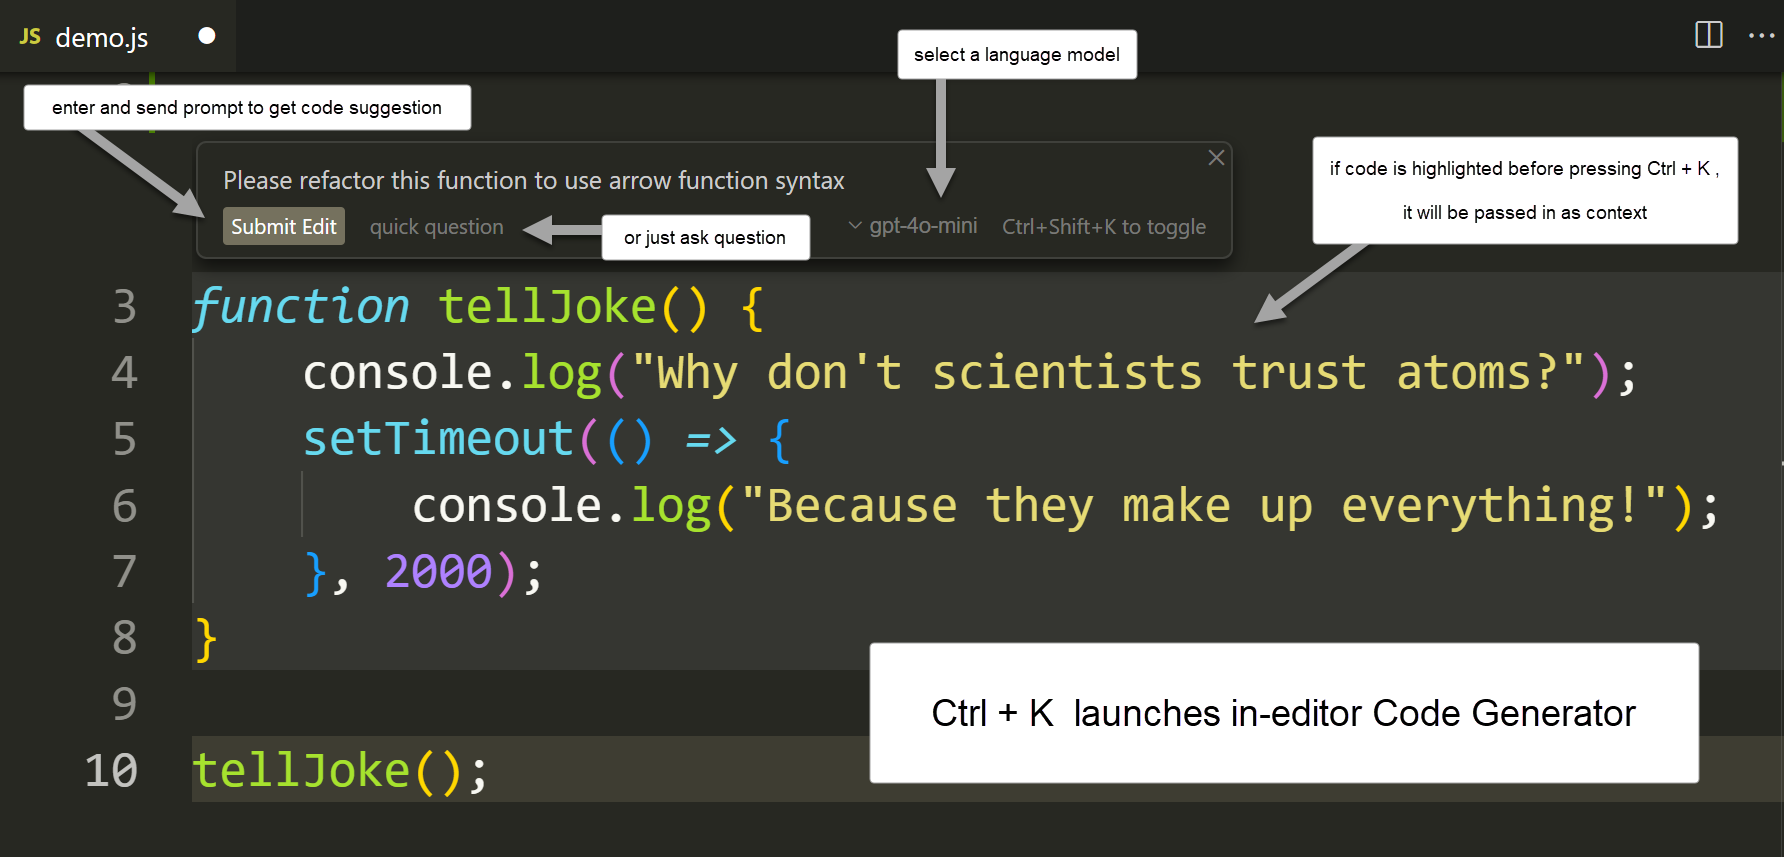 JS demo.js
select a language model
enter and send prompt to get code suggestion
if code is highlighted before pressing Ctrl + K ,
it will be passed in as context
Please refactor this function to use arrow function syntax
Submit Edit quick question
or just ask question
gpt-4o-mini Ctrl+Shift+K to toggle
3 function tellJoke() {
4 console.log("Why don't scientists trust atoms?");
5 setTimeout(() => {
6 console.log("Because they make up everything!");
7 }, 2000);
8 }
9
Ctrl + K launches in-editor Code Generator
10 tellJoke();